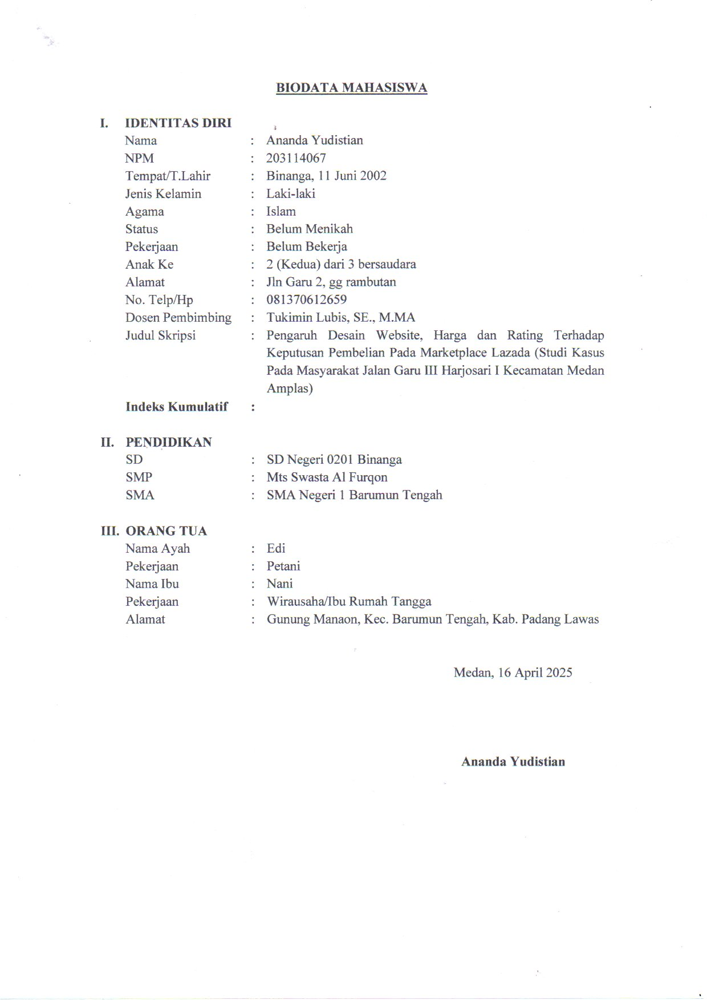 BIODATA MAHASISWA
I. IDENTITAS DIRI
Nama : Ananda Yudistian
NPM : 203114067
Tempat/T.Lahir : Binanga, 11 Juni 2002
Jenis Kelamin : Laki-laki
Agama : Islam
Status : Belum Menikah
Pekerjaan : Belum Bekerja
Anak Ke : 2 (Kedua) dari 3 bersaudara
Alamat : Jln Garu 2, gg rambutan
No. Telp/Hp : 081370612659
Dosen Pembimbing : Tukimin Lubis, SE., M.MA
Judul Skripsi : Pengaruh Desain Website, Harga dan Rating Terhadap
Keputusan Pembelian Pada Marketplace Lazada (Studi Kasus
Pada Masyarakat Jalan Garu III Harjosari I Kecamatan Medan
Amplas)
Indeks Kumulatif :
II. PENDIDIKAN
SD : SD Negeri 0201 Binanga
SMP : Mts Swasta Al Furqon
SMA : SMA Negeri 1 Barumun Tengah
III. ORANG TUA
Nama Ayah : Edi
Pekerjaan : Petani
Nama Ibu : Nani
Pekerjaan : Wirausaha/Ibu Rumah Tangga
Alamat : Gunung Manaon, Kec. Barumun Tengah, Kab. Padang Lawas
Medan, 16 April 2025
Ananda Yudistian